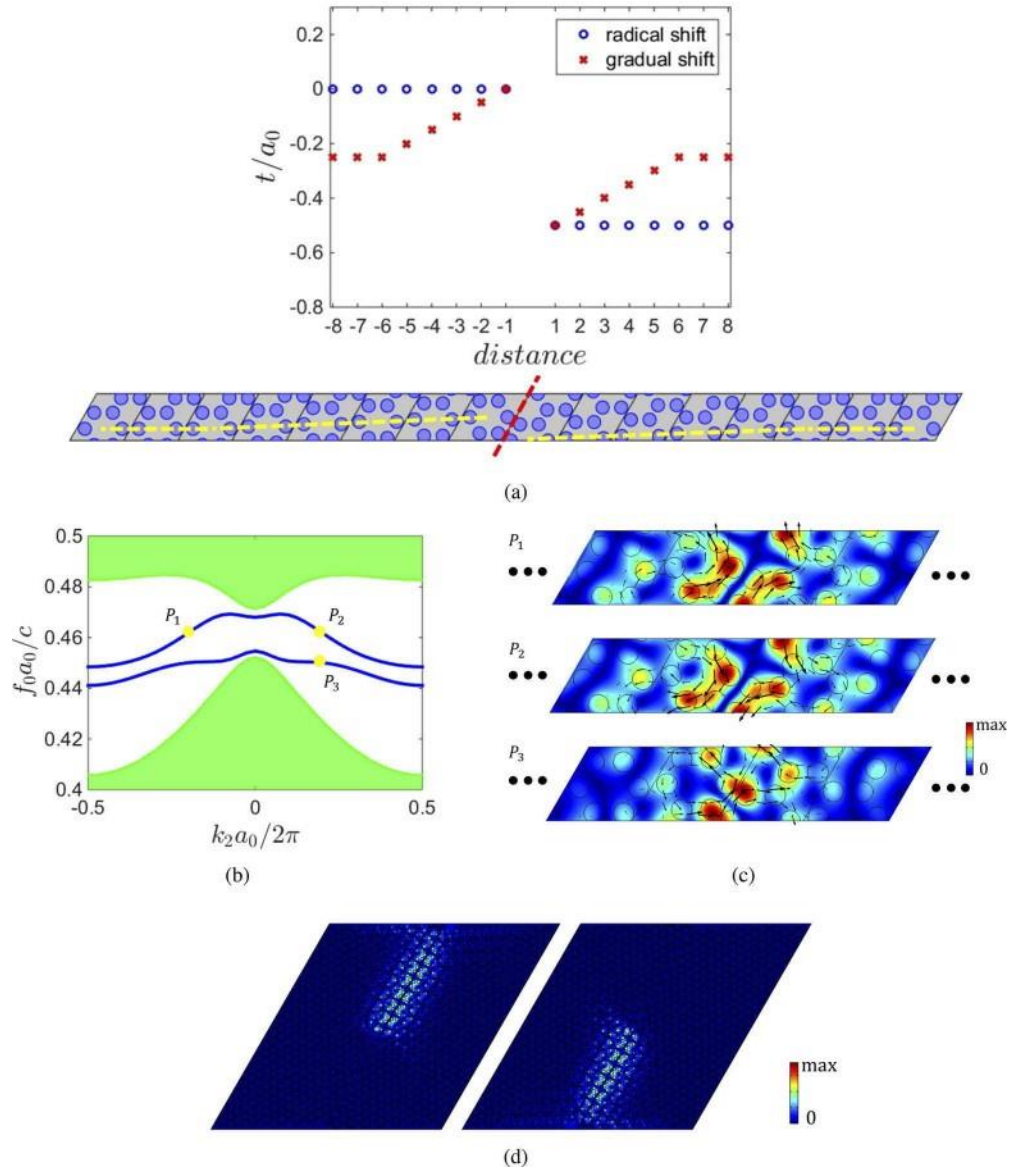 0.2
radical shift
gradual shift
0
-0.2
t/a₀
-0.4
-0.6
-0.8
-8 -7 -6 -5 -4 -3 -2 -1 1 2 3 4 5 6 7 8
distance
(a)
0.5
0.48
P₁ P₂
0.46
f₀a₀/c
0.44
P₃
0.42
0.4
-0.5 0 0.5
k₂a₀/2π
(b)
P₁
P₂
P₃
max
0
(c)
max
0
(d)